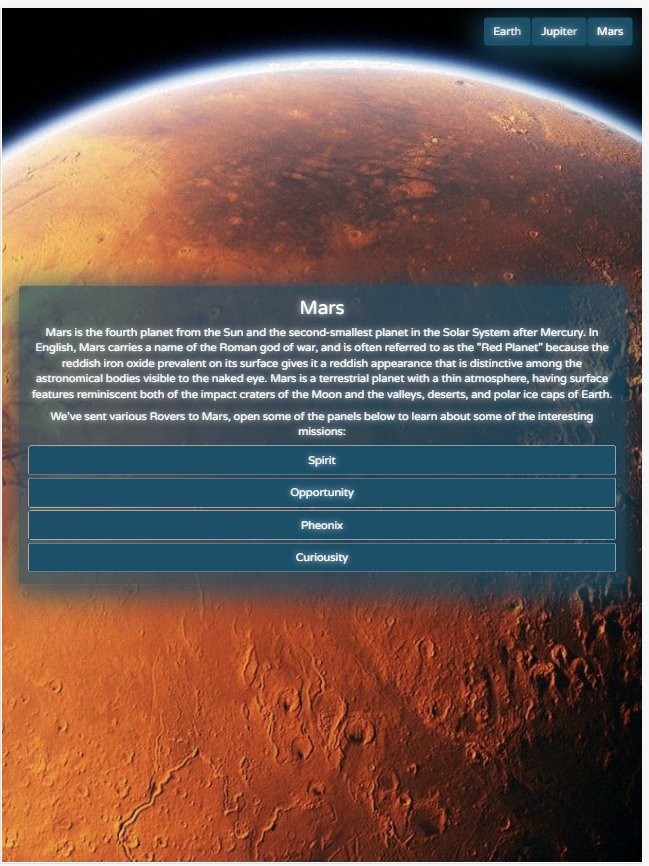 Earth Jupiter Mars
Mars
Mars is the fourth planet from the Sun and the second-smallest planet in the Solar System after Mercury. In
English, Mars carries a name of the Roman god of war, and is often referred to as the "Red Planet" because the
reddish iron oxide prevalent on its surface gives it a reddish appearance that is distinctive among the
astronomical bodies visible to the naked eye. Mars is a terrestrial planet with a thin atmosphere, having surface
features reminiscent both of the impact craters of the Moon and the valleys, deserts, and polar ice caps of Earth.
We've sent various Rovers to Mars, open some of the panels below to learn about some of the interesting
missions:
Spirit
Opportunity
Pheonix
Curiousity